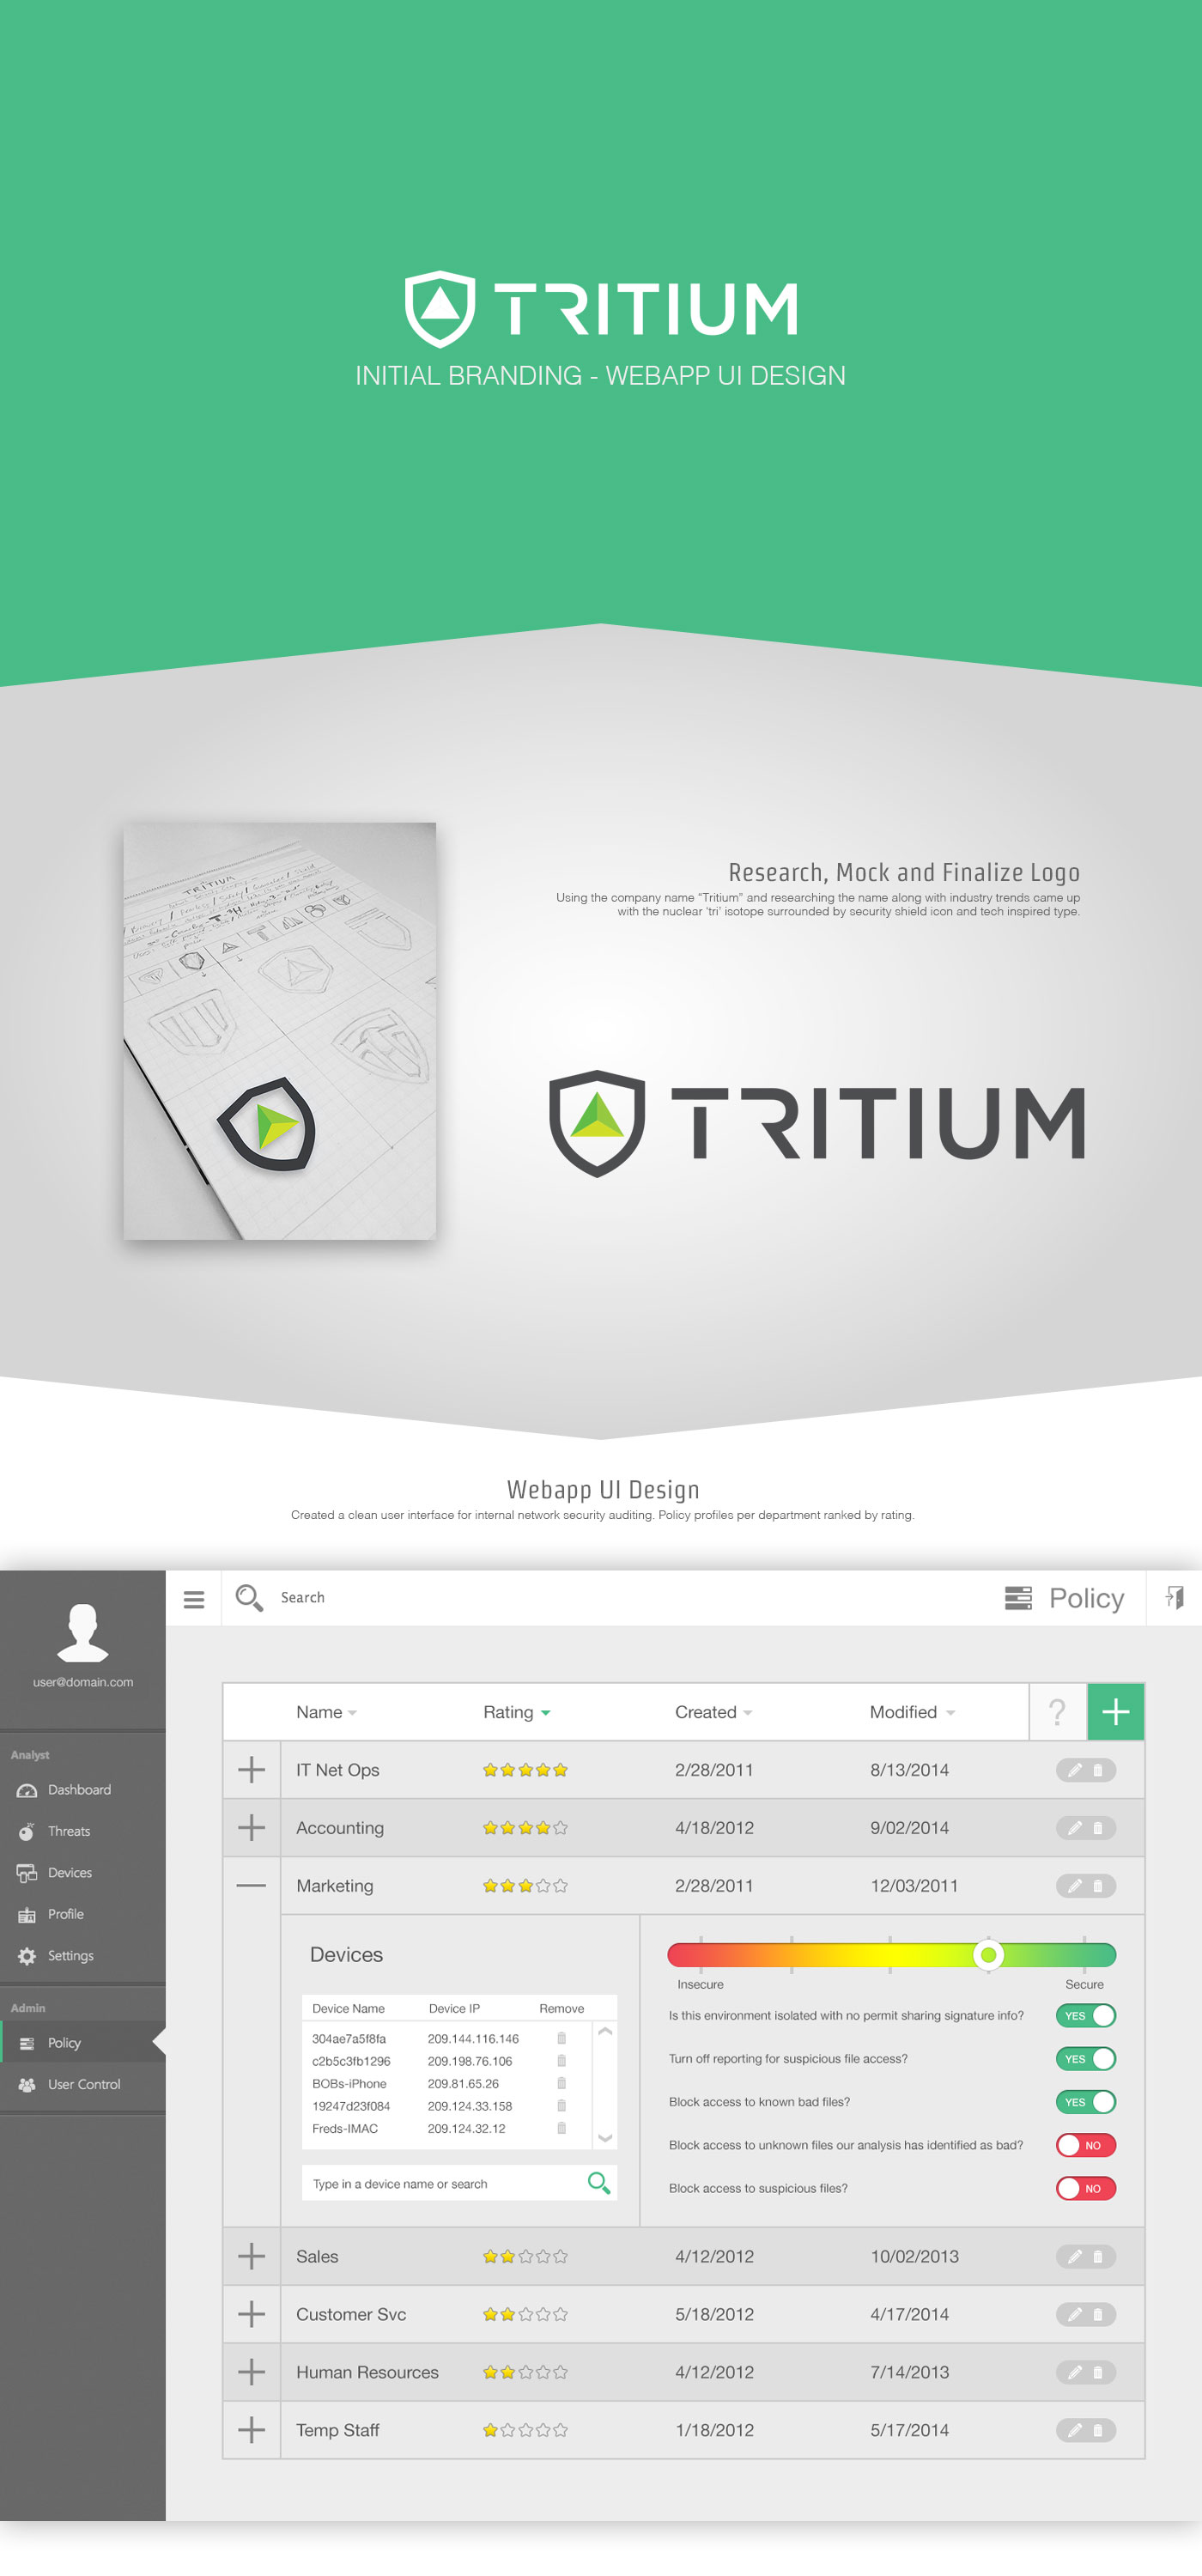 TRITIUM
INITIAL BRANDING - WEBAPP UI DESIGN
TRITIUM
Research, Mock and Finalize Logo
Using the company name “Tritium” and researching the name along with industry trends came up
with the nuclear ‘tri’ isotope surrounded by security shield icon and tech inspired type.
TRITIUM
Webapp UI Design
Created a clean user interface for internal network security auditing. Policy profiles per department ranked by rating.
Search
Policy
user@domain.com
Analyst
Dashboard
Threats
Devices
Profile
Settings
Admin
Policy
User Control
Name Rating Created Modified ?
IT Net Ops 2/28/2011 8/13/2014
Accounting 4/18/2012 9/02/2014
Marketing 2/28/2011 12/03/2011
Devices
Device Name Device IP Remove
304ae7a5f8fa 209.144.116.146
c2b5c3fb1296 209.198.76.106
BOBs-iPhone 209.81.65.26
19247d23f084 209.124.33.158
Freds-IMAC 209.124.32.12
Type in a device name or search
Insecure Secure
Is this environment isolated with no permit sharing signature info? YES
Turn off reporting for suspicious file access? YES
Block access to known bad files? YES
Block access to unknown files our analysis has identified as bad? NO
Block access to suspicious files? NO
Sales 4/12/2012 10/02/2013
Customer Svc 5/18/2012 4/17/2014
Human Resources 4/12/2012 7/14/2013
Temp Staff 1/18/2012 5/17/2014